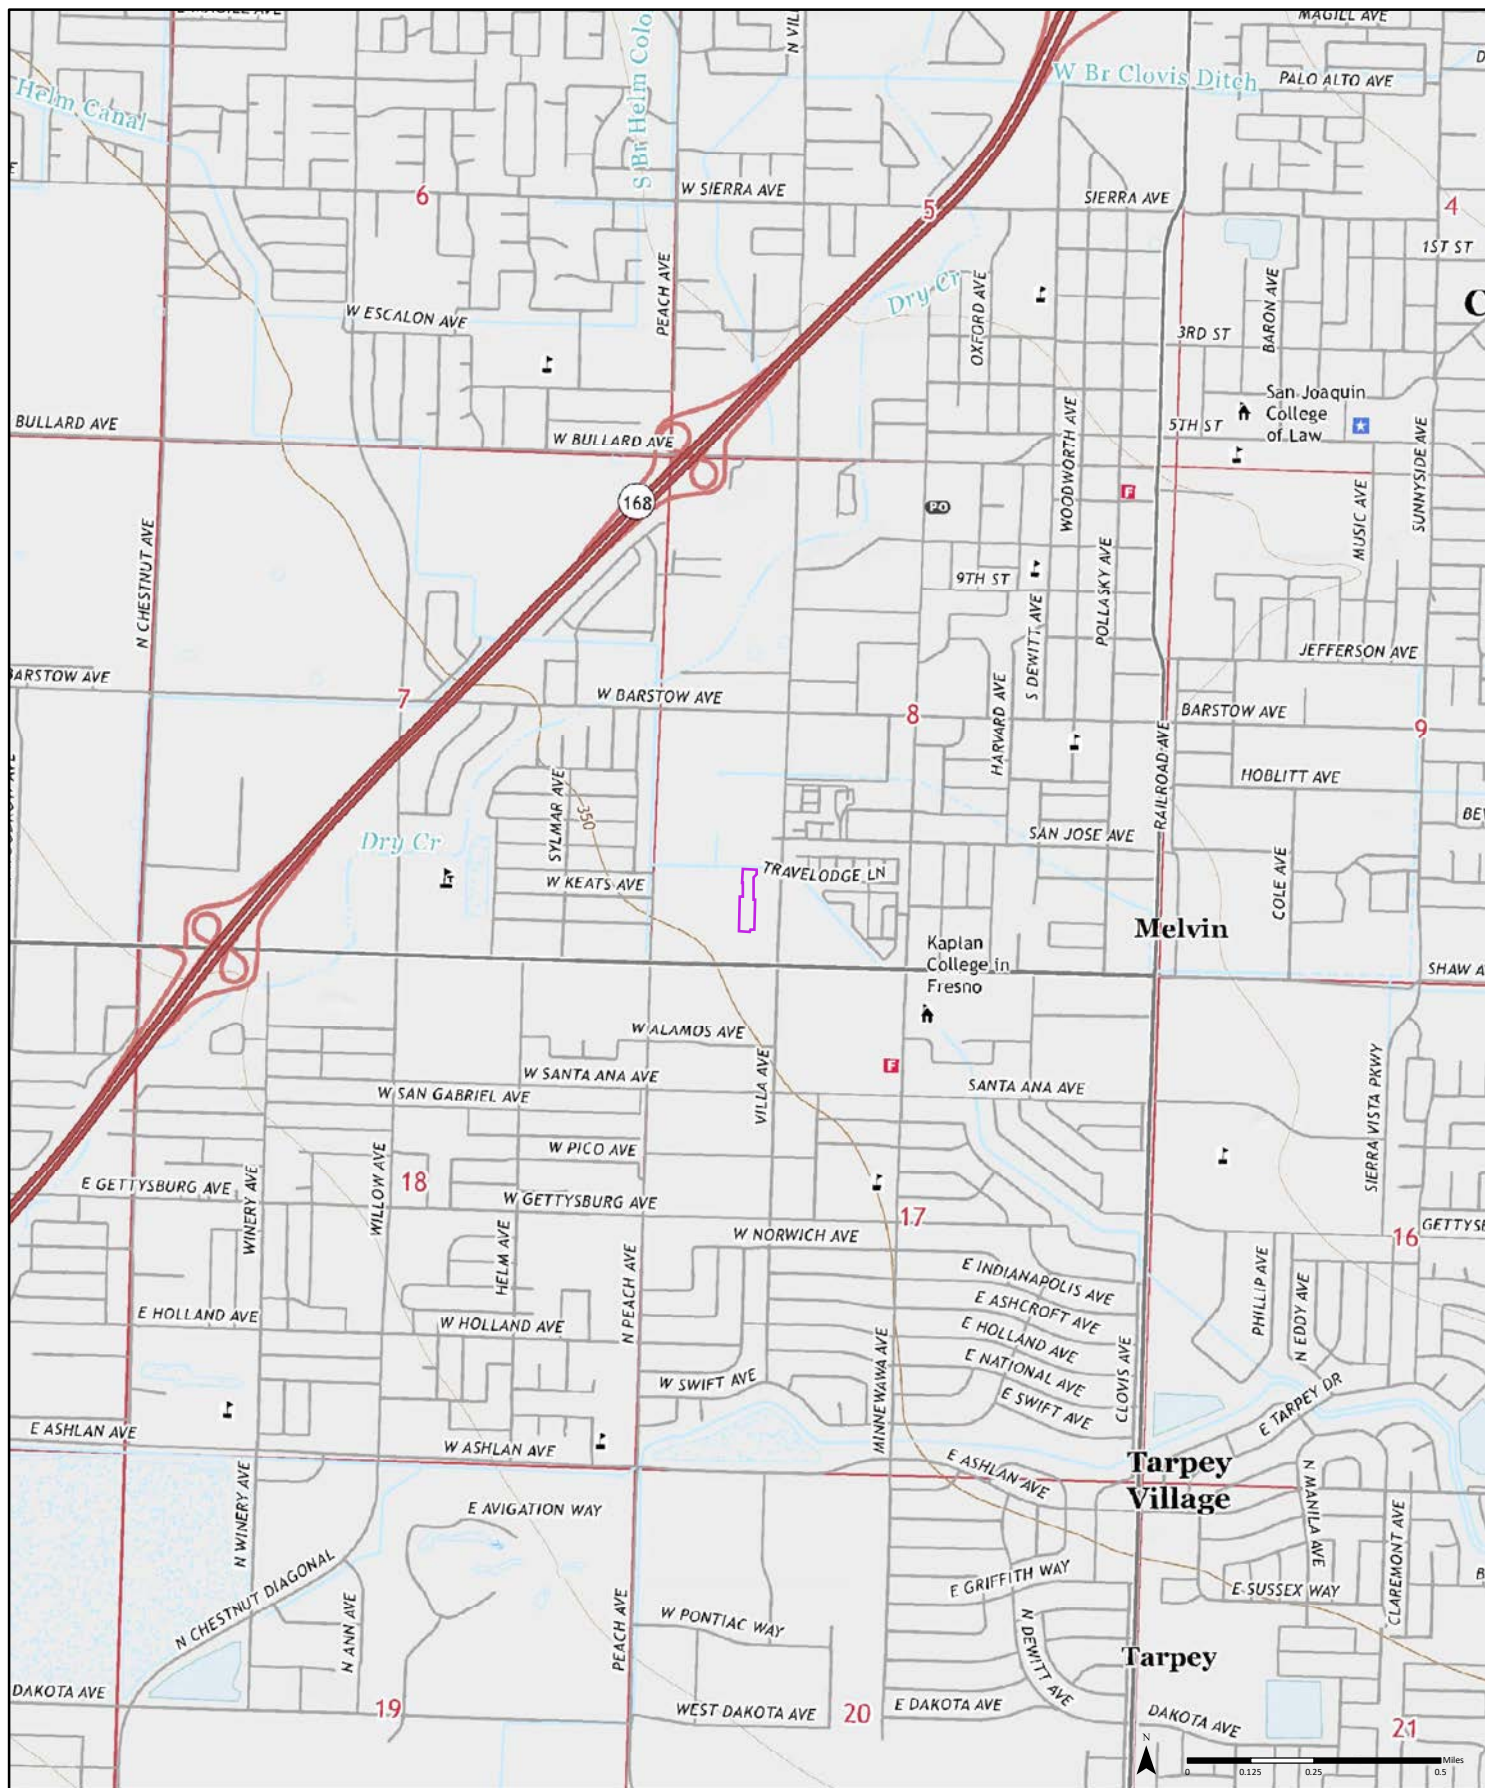 MAGILL AVE
N VIL
S Br Helm Colo
W Br Clovis Ditch
PALO ALTO AVE
Helm Canal
W SIERRA AVE
SIERRA AVE
6
5
4
1ST ST
PEACH AVE
Dry Cr
OXFORD AVE
BARON AVE
W ESCALON AVE
3RD ST
C
San Joaquin
College
of Law
BULLARD AVE
W BULLARD AVE
WOODWORTH AVE
5TH ST
SUNNYSIDE AVE
168
F
PO
MUSIC AVE
N CHESTNUT AVE
9TH ST
POLLASKY AVE
S DEWITT AVE
JEFFERSON AVE
BARSTOW AVE
7
W BARSTOW AVE
8
HARVARD AVE
BARSTOW AVE
9
RAILROAD AVE
HOBLITT AVE
SYLMAR AVE
350
Dry Cr
SAN JOSE AVE
BE
COLE AVE
TRAVELODGE LN
W KEATS AVE
Melvin
Kaplan
College in
Fresno
SHAW A
W ALAMOS AVE
VILLA AVE
F
W SANTA ANA AVE
SANTA ANA AVE
W SAN GABRIEL AVE
SIERRA VISTA PKWY
W PICO AVE
WILLOW AVE
WINERY AVE
18
E GETTYSBURG AVE
W GETTYSBURG AVE
17
16
GETTYSB
W NORWICH AVE
HELM AVE
N PEACH AVE
E INDIANAPOLIS AVE
PHILLIP AVE
N EDDY AVE
E ASHCROFT AVE
E HOLLAND AVE
W HOLLAND AVE
E HOLLAND AVE
MINNEWAWA AVE
CLOVIS AVE
E NATIONAL AVE
W SWIFT AVE
E SWIFT AVE
E TARPEY DR
E ASHLAN AVE
W ASHLAN AVE
E ASHLAN AVE
Tarpey
Village
N WINERY AVE
E AVIGATION WAY
N MANILA AVE
CLAREMONT AVE
N CHESTNUT DIAGONAL
E GRIFFITH WAY
E SUSSEX WAY
B
N ANN AVE
PEACH AVE
W PONTIAC WAY
N DEWITT AVE
Tarpey
DAKOTA AVE
19
WEST DAKOTA AVE
20
E DAKOTA AVE
DAKOTA AVE
21
N
Miles
0 0.125 0.25 0.5